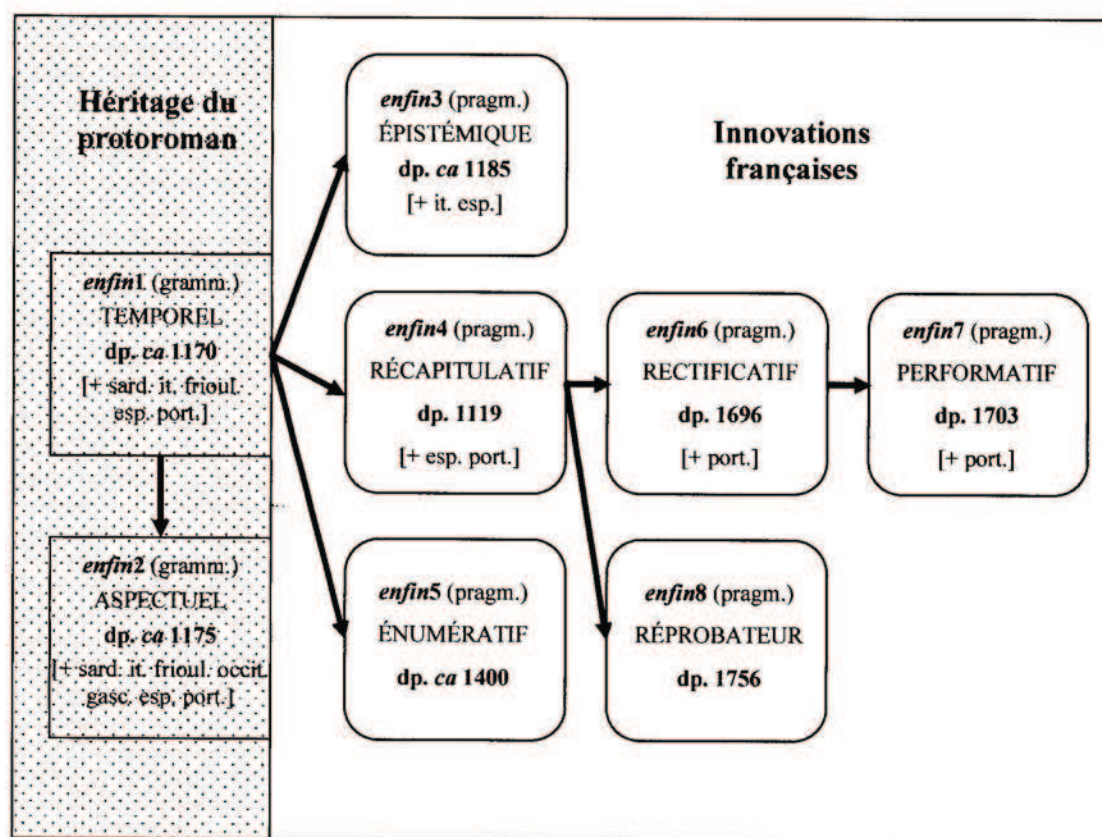 Héritage du
protoroman
enfin1 (gramm.)
TEMPOREL
dp. ca 1170
[+ sard. it. frioul.
esp. port.]
enfin2 (gramm.)
ASPECTUEL
dp. ca 1175
[+ sard. it. frioul. occit.
gasc. esp. port.]
Innovations
françaises
enfin3 (pragm.)
ÉPISTÉMIQUE
dp. ca 1185
[+ it. esp.]
enfin4 (pragm.)
RÉCAPITULATIF
dp. 1119
[+ esp. port.]
enfin5 (pragm.)
ÉNUMÉRATIF
dp. ca 1400
enfin6 (pragm.)
RECTIFICATIF
dp. 1696
[+ port.]
enfin8 (pragm.)
RÉPROBATEUR
dp. 1756
enfin7 (pragm.)
PERFORMATIF
dp. 1703
[+ port.]